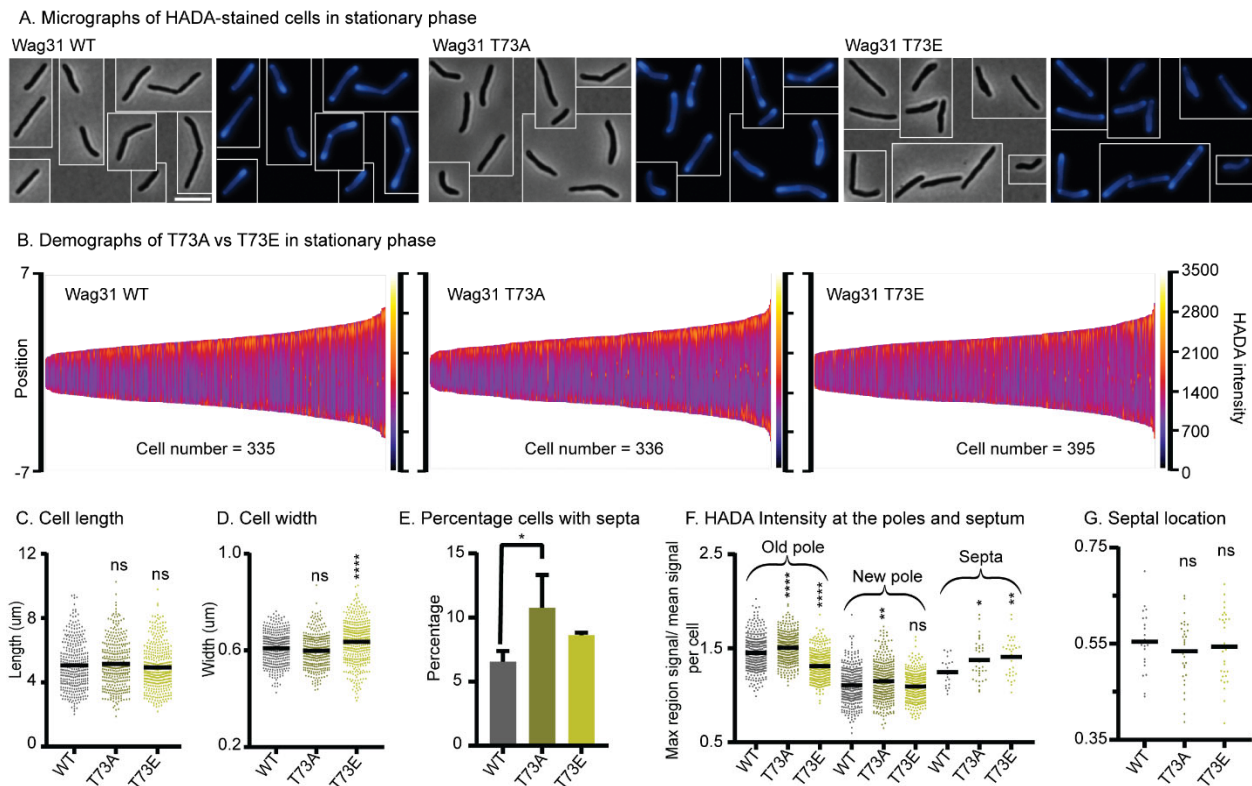 A. Micrographs of HADA-stained cells in stationary phase
Wag31 WT
Wag31 T73A
Wag31 T73E
B. Demographs of T73A vs T73E in stationary phase
7
Position
-7
Wag31 WT
Cell number = 335
Wag31 T73A
Cell number = 336
Wag31 T73E
Cell number = 395
3500
2800
2100
1400
700
0
HADA intensity
C. Cell length
Length (um)
12
8
4
0
ns
ns
WT
T73A
T73E
D. Cell width
Width (um)
1.0
0.6
0.2
ns
****
WT
T73A
T73E
E. Percentage cells with septa
Percentage
15
10
5
0
*
WT
T73A
T73E
F. HADA Intensity at the poles and septum
Max region signal/ mean signal
per cell
2.5
1.5
0.5
Old pole
New pole
Septa
****
****
**
ns
*
**
WT
T73A
T73E
WT
T73A
T73E
WT
T73A
T73E
G. Septal location
0.75
0.55
0.35
ns
ns
WT
T73A
T73E